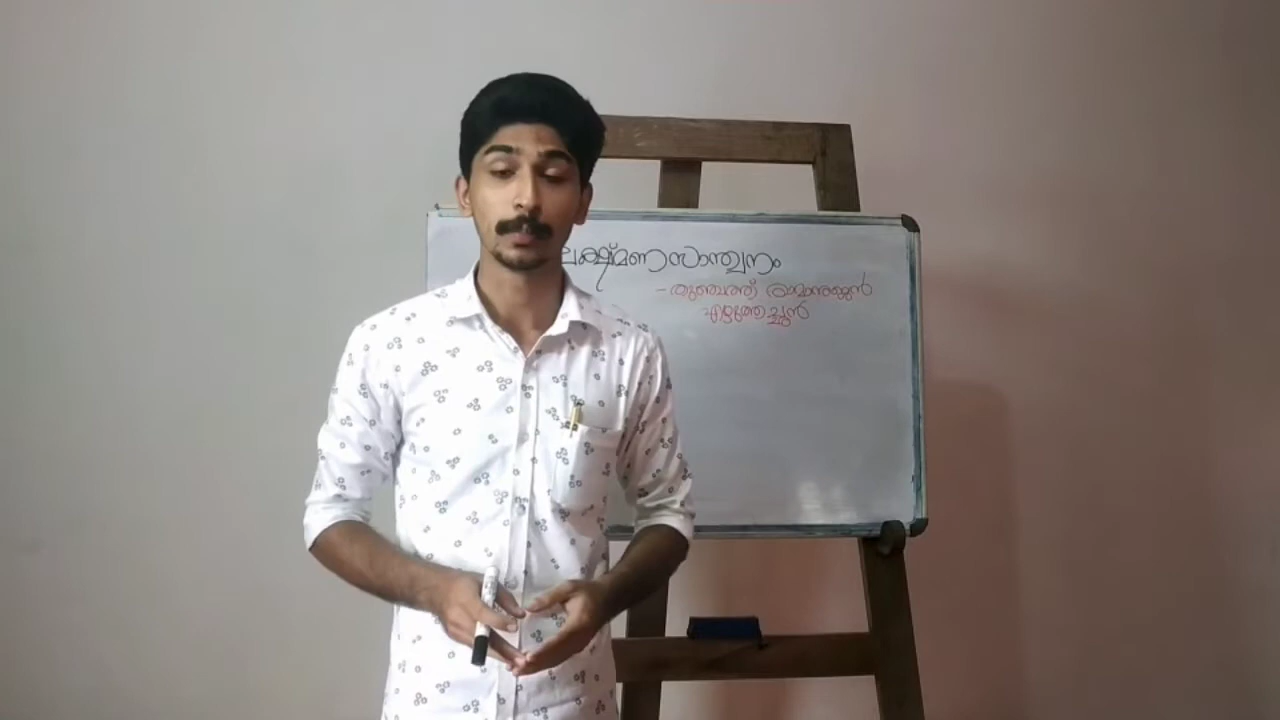 ലക്ഷ്മണസാന്ത്വനം
- തുഞ്ചത്ത് രാമാനുജൻ
എഴുത്തച്ഛൻ